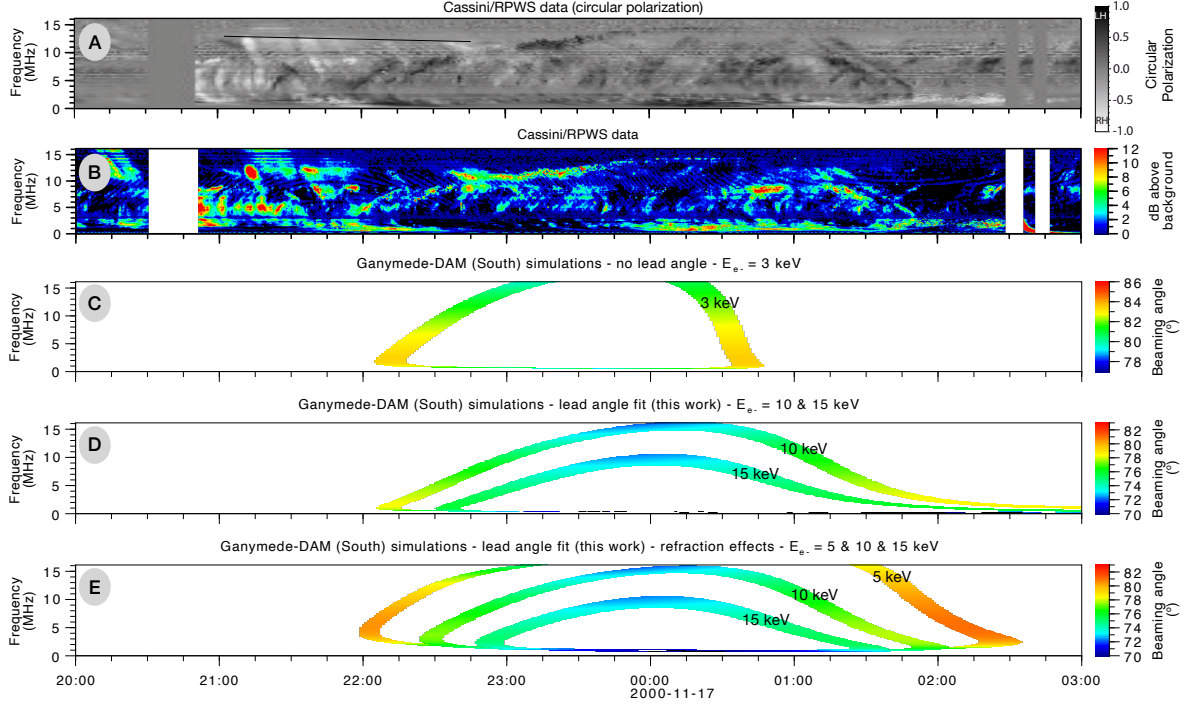 Cassini/RPWS data (circular polarization)
A
Frequency
(MHz)
15
10
5
0
LH
RH
1.0
0.5
0.0
-0.5
-1.0
Circular
Polarization
Cassini/RPWS data
B
Frequency
(MHz)
15
10
5
0
12
10
8
6
4
2
0
dB above
background
Ganymede-DAM (South) simulations - no lead angle - E e- = 3 keV
C
Frequency
(MHz)
15
10
5
0
3 keV
86
84
82
80
78
Beaming angle
(°)
Ganymede-DAM (South) simulations - lead angle fit (this work) - E e- = 10 & 15 keV
D
Frequency
(MHz)
15
10
5
0
10 keV
15 keV
82
80
78
76
74
72
70
Beaming angle
(°)
Ganymede-DAM (South) simulations - lead angle fit (this work) - refraction effects - E e- = 5 & 10 & 15 keV
E
Frequency
(MHz)
15
10
5
0
5 keV
10 keV
15 keV
82
80
78
76
74
72
70
Beaming angle
(°)
20:00 21:00 22:00 23:00 00:00 01:00 02:00 03:00
2000-11-17